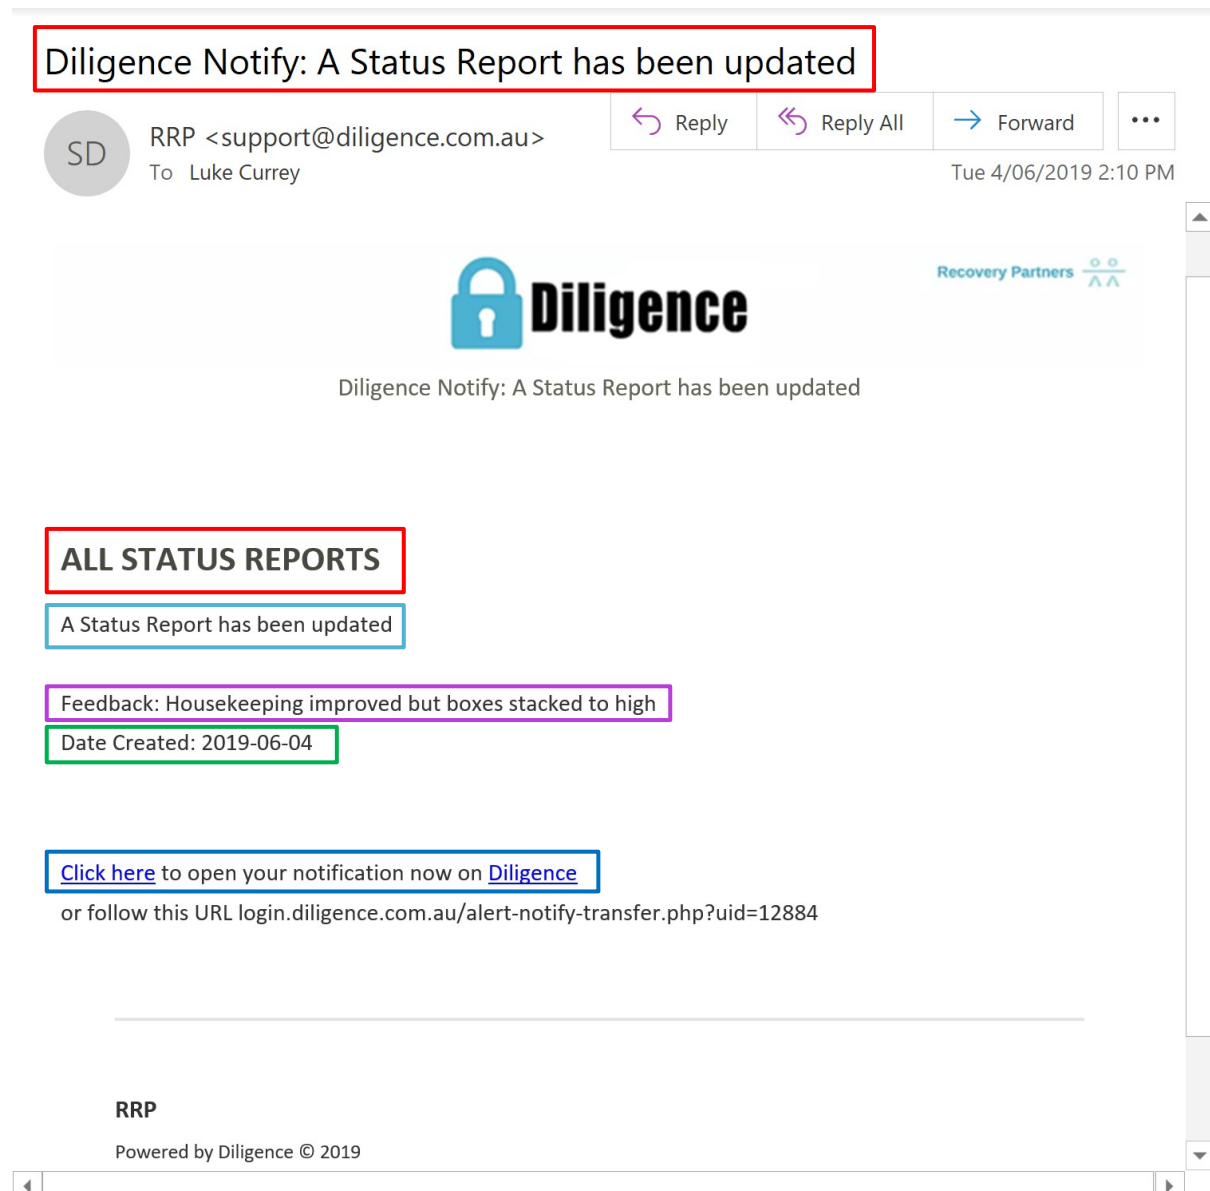 Diligence Notify: A Status Report has been updated
Reply
Reply All
Forward
SD
RRP <support@diligence.com.au>
To Luke Currey
Tue 4/06/2019 2:10 PM
Diligence
Recovery Partners
Diligence Notify: A Status Report has been updated
ALL STATUS REPORTS
A Status Report has been updated
Feedback: Housekeeping improved but boxes stacked to high
Date Created: 2019-06-04
Click here to open your notification now on Diligence
or follow this URL login.diligence.com.au/alert-notify-transfer.php?uid=12884
RRP
Powered by Diligence © 2019